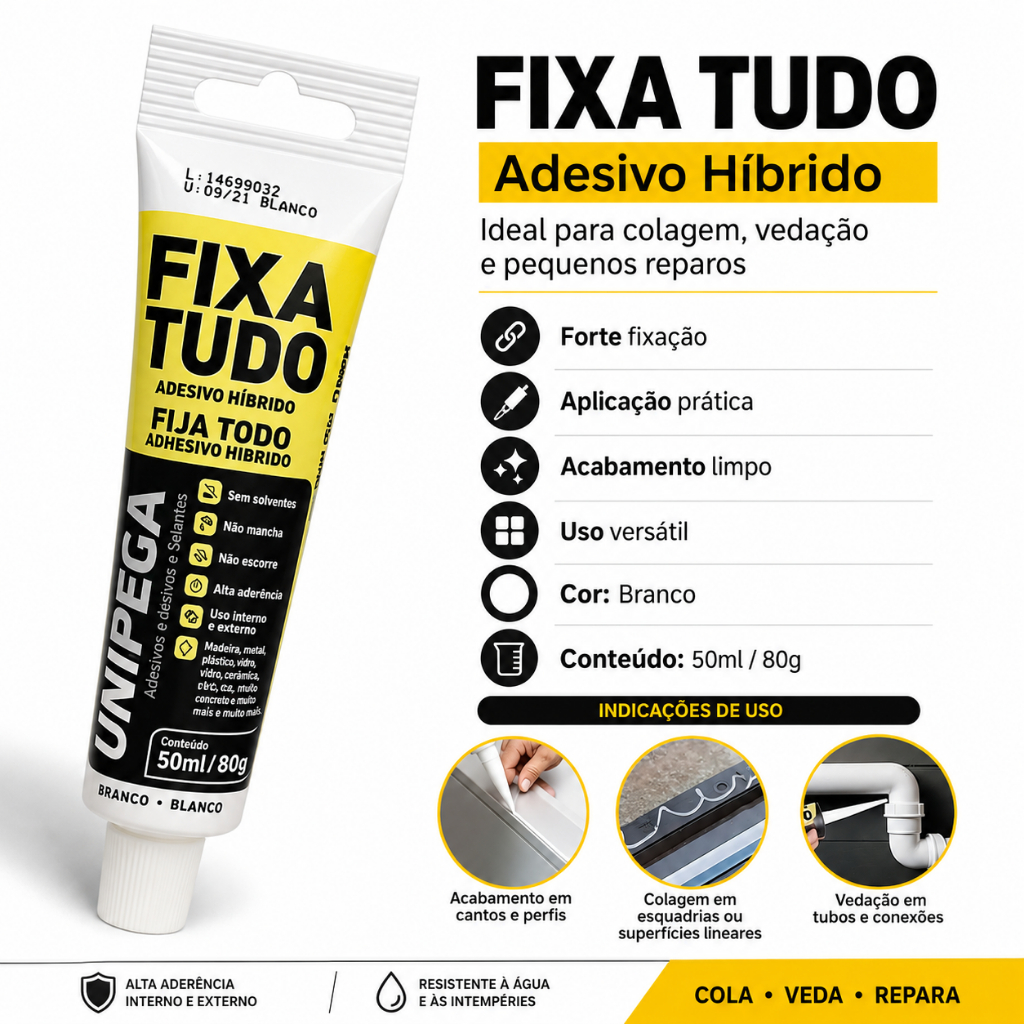 L:14699032
U:09/21 BLANCO
FIXA
TUDO
ADESIVO HÍBRIDO
FIJA TODO
ADHESIVO HIBRIDO
UNIPEGA
Adesivos e desivos e Selantes
Sem solventes
Não mancha
Não escorre
Alta aderência
Uso interno
e externo
Madeira, metal,
plástico, vidro,
vidro, cerâmica,
muito
concreto e muito
mais e muito mais.
Conteúdo
50ml/80g
BRANCO • BLANCO
FIXA TUDO
Adesivo Híbrido
Ideal para colagem, vedação
e pequenos reparos
Forte fixação
Aplicação prática
Acabamento limpo
Uso versátil
Cor: Branco
Conteúdo: 50ml / 80g
INDICAÇÕES DE USO
Acabamento em
cantos e perfis
Colagem em
esquadrias ou
superfícies lineares
Vedação em
tubos e conexões
ALTA ADERÊNCIA
INTERNO E EXTERNO
RESISTENTE À ÁGUA
E ÀS INTEMPÉRIES
COLA • VEDA • REPARA